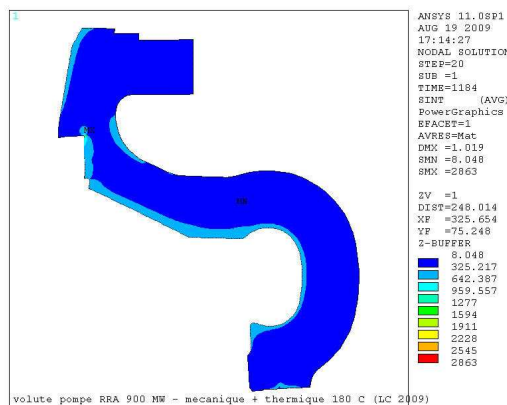 1
ANSYS 11.0SP1
AUG 19 2009
17:14:27
NODAL SOLUTION
STEP=20
SUB =1
TIME=1184
SINT (AVG)
PowerGraphics
EFACET=1
AVRES=Mat
DMX =1.019
SMN =8.048
SMX =2863
ZV =1
DIST=248.014
XF =325.654
YF =75.248
Z-BUFFER
8.048
325.217
642.387
959.557
1277
1594
1911
2228
2545
2863
volute pompe RRA 900 MW - mecanique + thermique 180 C (LC 2009)